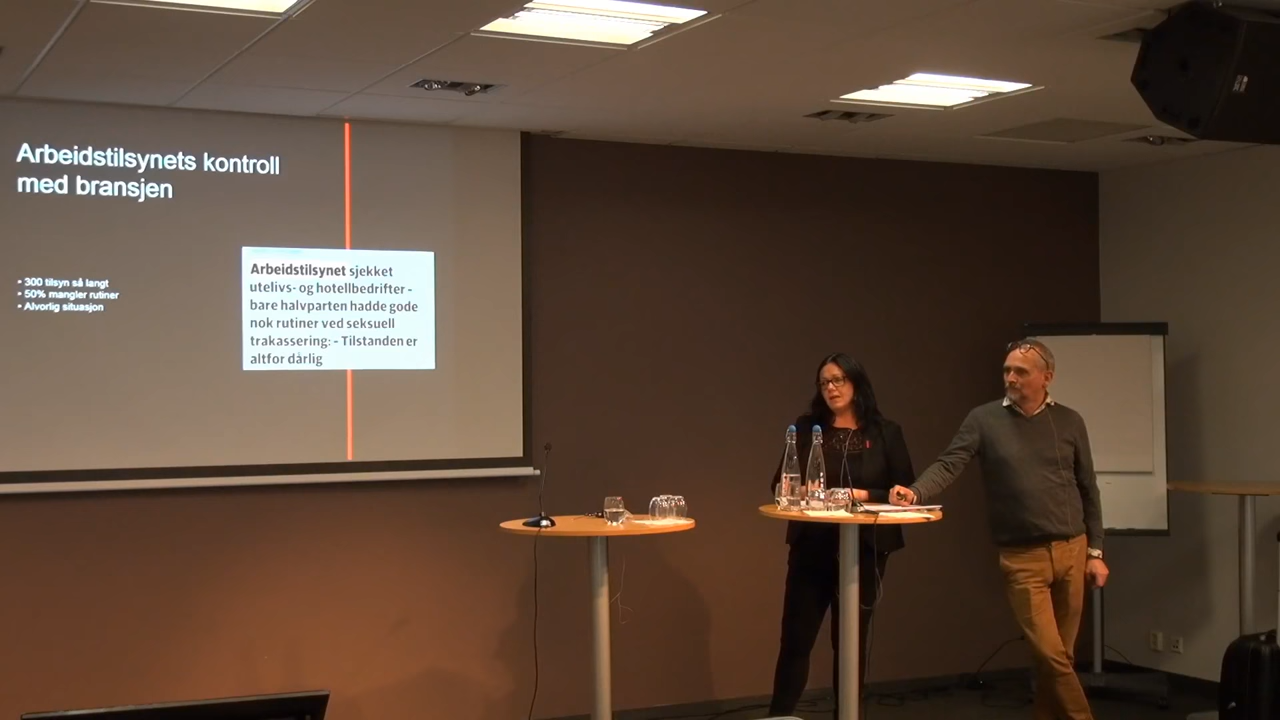 Arbeidstilsynets kontroll
med bransjen
• 300 tilsyn så langt
• 50% mangler rutiner
• Alvorlig situasjon
Arbeidstilsynet sjekket
utelivs- og hotellbedrifter -
bare halvparten hadde gode
nok rutiner ved seksuell
trakassering: - Tilstanden er
altfor dårlig